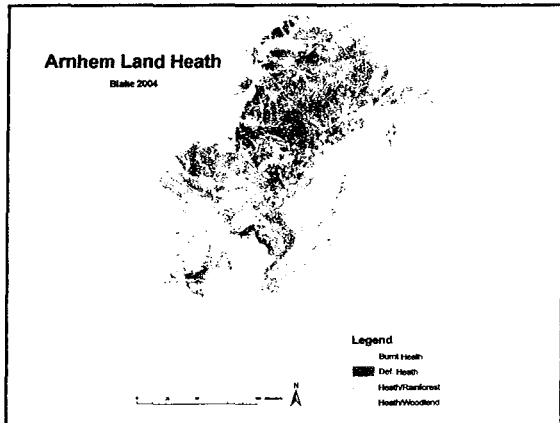 Arnhem Land Heath
Blake 2004
Legend
Burnt Heath
Def. Heath
Heath/Rainforest
Heath/Woodland
N